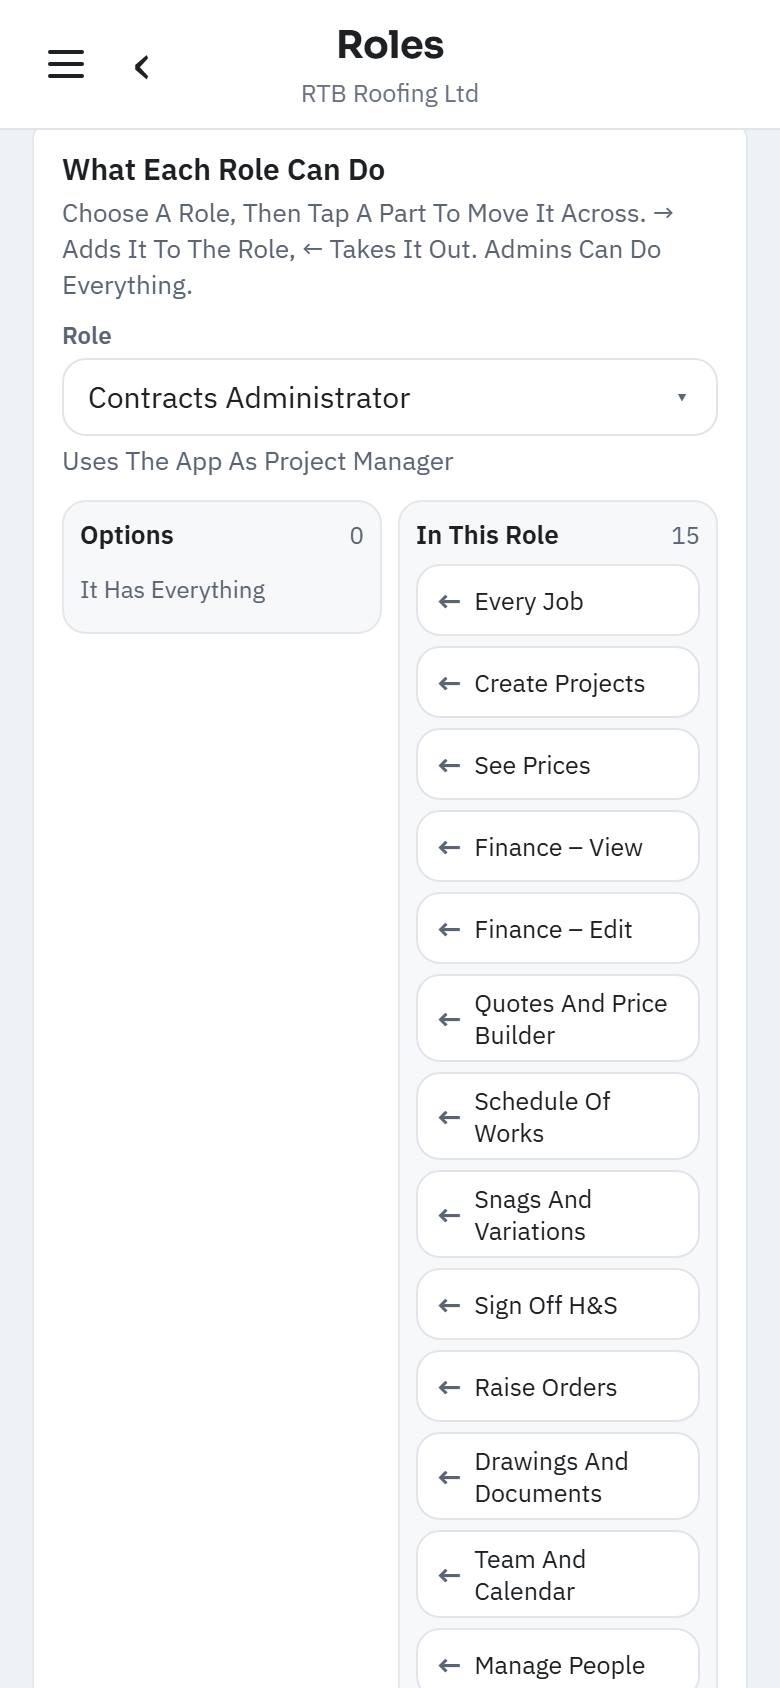 Roles
RTB Roofing Ltd
What Each Role Can Do
Choose A Role, Then Tap A Part To Move It Across. →
Adds It To The Role, ← Takes It Out. Admins Can Do
Everything.
Role
Contracts Administrator ▾
Uses The App As Project Manager
Options 0
It Has Everything
In This Role 15
← Every Job
← Create Projects
← See Prices
← Finance – View
← Finance – Edit
← Quotes And Price
Builder
← Schedule Of
Works
← Snags And
Variations
← Sign Off H&S
← Raise Orders
← Drawings And
Documents
← Team And
Calendar
← Manage People